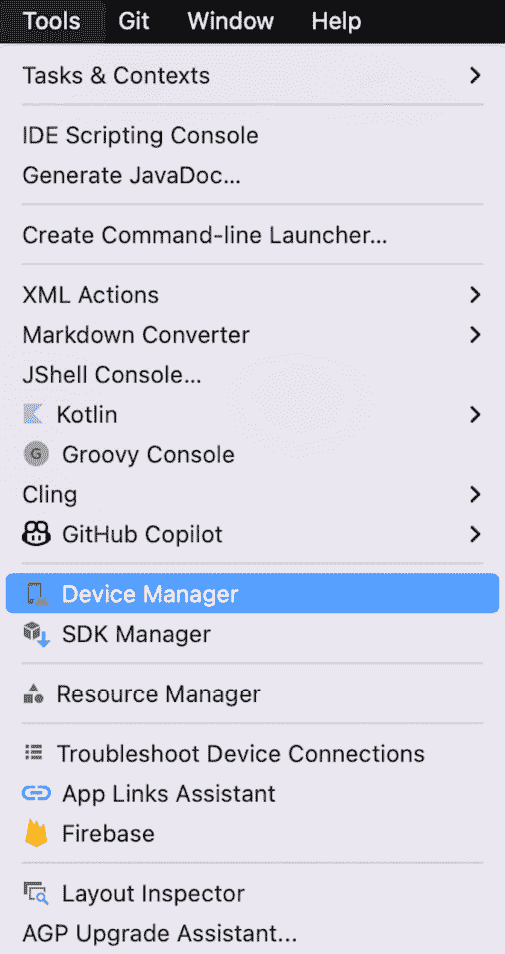 Tools Git Window Help
Tasks & Contexts
IDE Scripting Console
Generate JavaDoc...
Create Command-line Launcher...
XML Actions
Markdown Converter
JShell Console...
Kotlin
G Groovy Console
Cling
GitHub Copilot
Device Manager
SDK Manager
Resource Manager
Troubleshoot Device Connections
App Links Assistant
Firebase
Layout Inspector
AGP Upgrade Assistant...